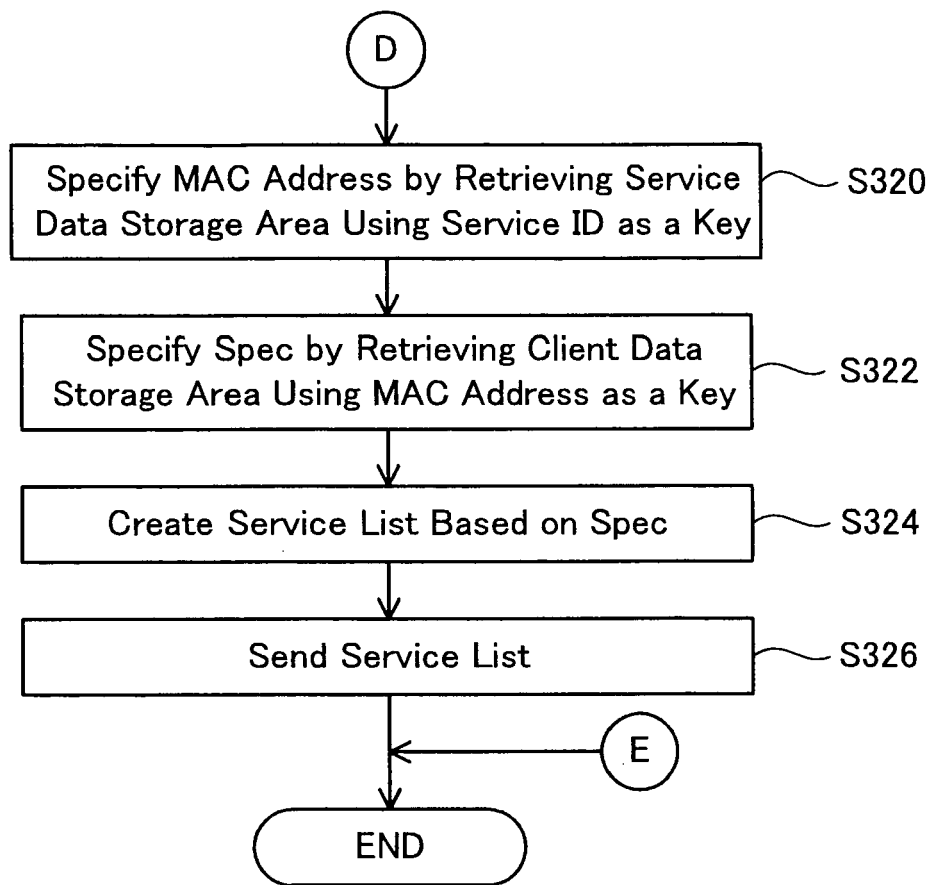 D
Specify MAC Address by Retrieving Service
Data Storage Area Using Service ID as a Key
S320
Specify Spec by Retrieving Client Data
Storage Area Using MAC Address as a Key
S322
Create Service List Based on Spec
S324
Send Service List
S326
E
END